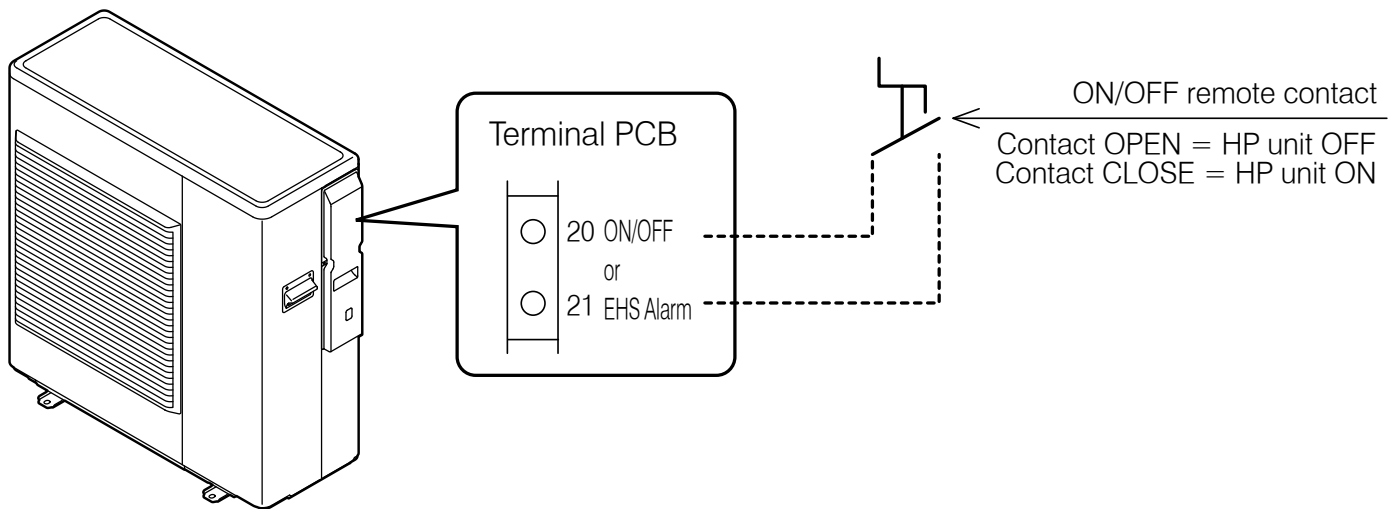 ON/OFF remote contact
Contact OPEN = HP unit OFF
Contact CLOSE = HP unit ON
Terminal PCB
20 ON/OFF
or
21 EHS Alarm